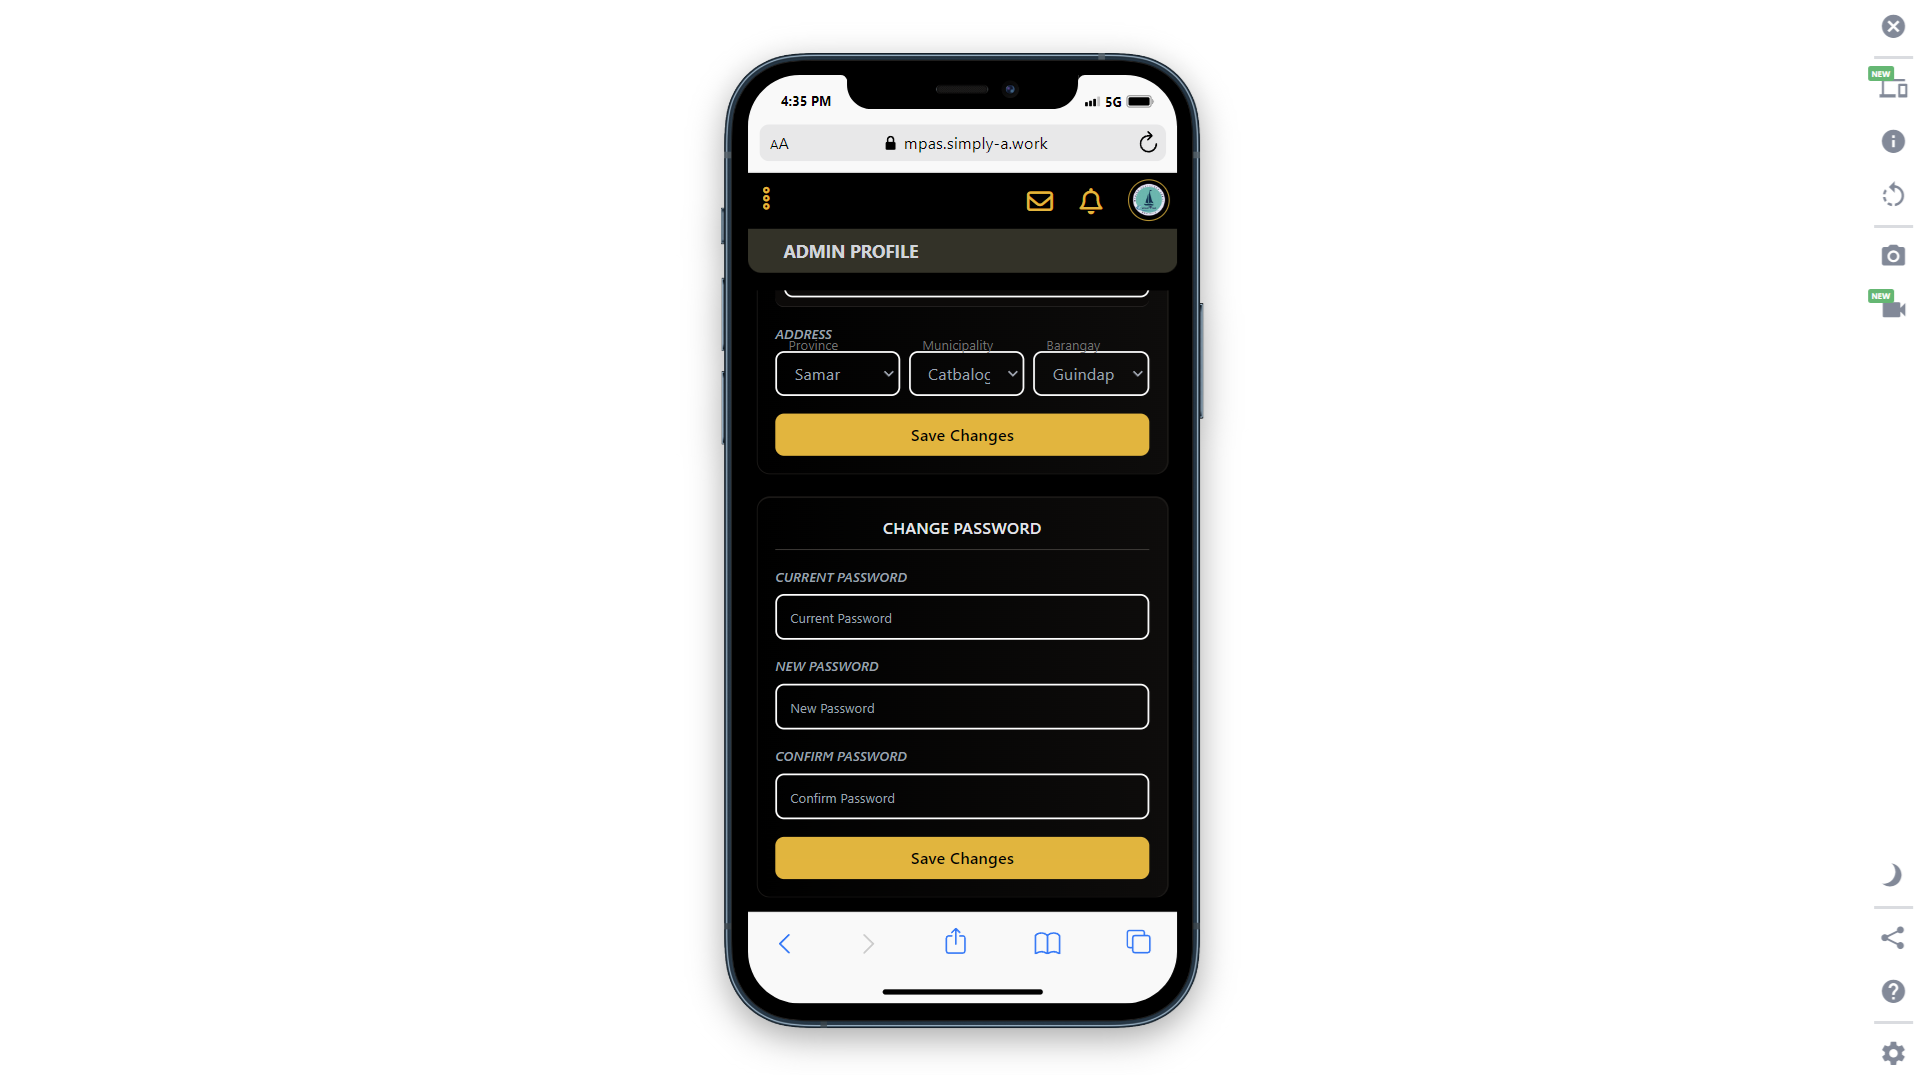 4:35 PM
5G
AA
mpas.simply-a.work
ADMIN PROFILE
ADDRESS
Province
Municipality
Barangay
Samar
Catbalog
Guindap
Save Changes
CHANGE PASSWORD
CURRENT PASSWORD
Current Password
NEW PASSWORD
New Password
CONFIRM PASSWORD
Confirm Password
Save Changes
NEW
NEW